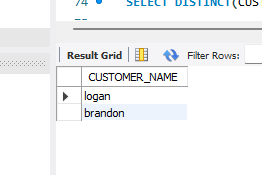 74 SELECT DISTINCT(CUS
Result Grid Filter Rows:
CUSTOMER_NAME
logan
brandon